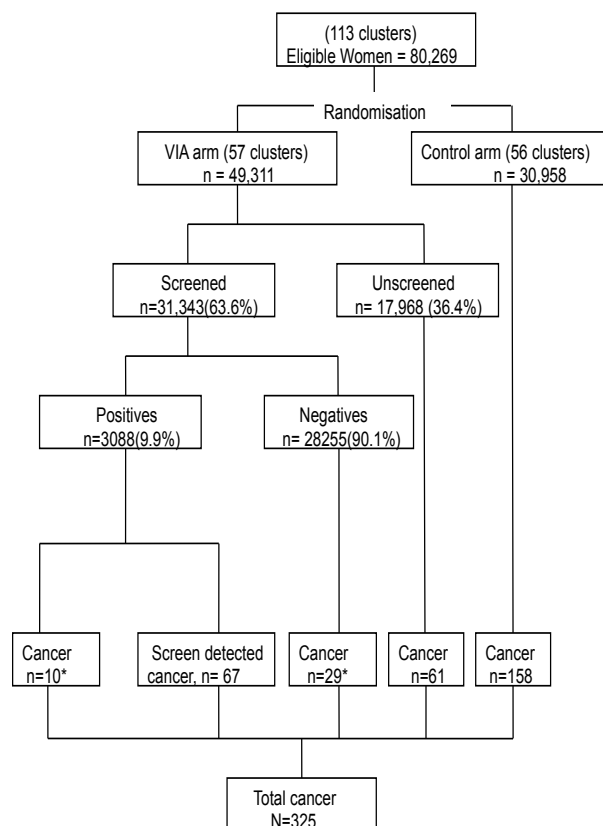 (113 clusters)
Eligible Women = 80,269
Randomisation
VIA arm (57 clusters)
n = 49,311
Control arm (56 clusters)
n = 30,958
Screened
n=31,343(63.6%)
Unscreened
n= 17,968 (36.4%)
Positives
n=3088(9.9%)
Negatives
n= 28255(90.1%)
Cancer
n=10*
Screen detected
cancer, n= 67
Cancer
n=29*
Cancer
n=61
Cancer
n=158
Total cancer
N=325